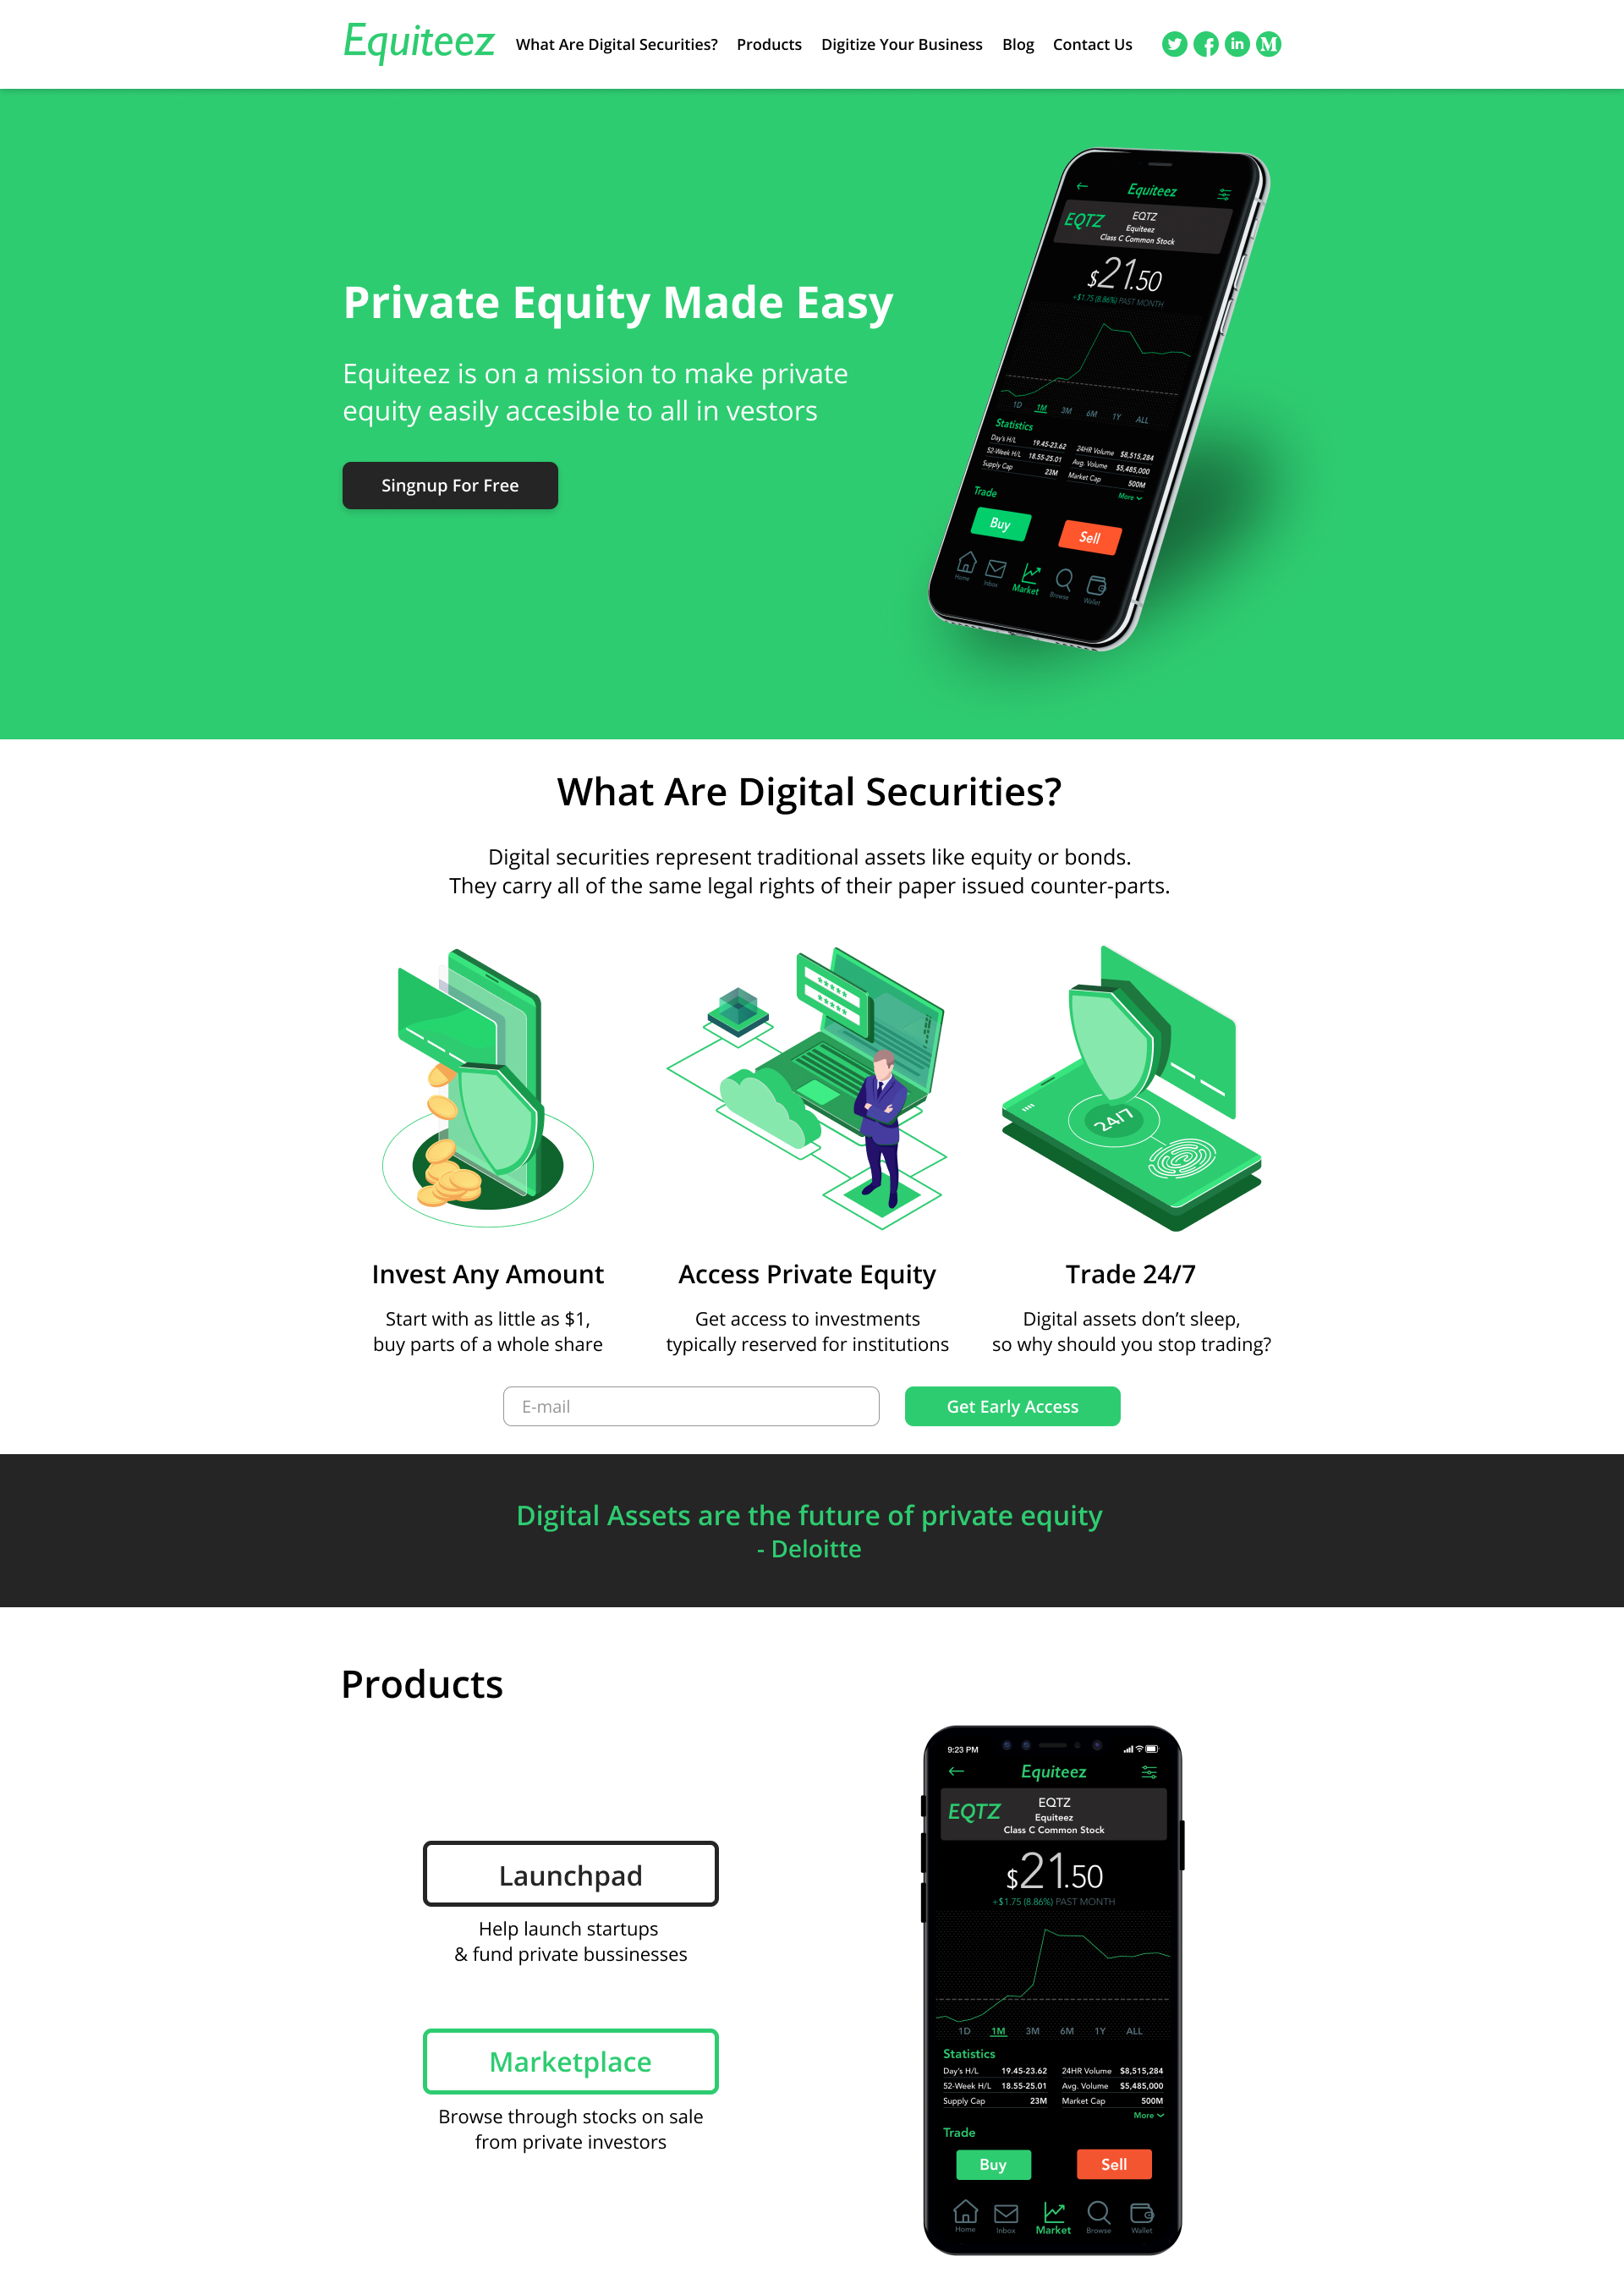 Equiteez
What Are Digital Securities?
Products
Digitize Your Business
Blog
Contact Us
in
M
Equiteez
EQTZ
EQTZ
Equiteez
Class C Common Stock
$21.50
+$1.75 (8.86%) PAST MONTH
1D 1M 3M 6M 1Y ALL
Statistics
Day's H/L 19.45-23.62 24HR Volume $8,515,284
52-Week H/L 18.55-25.01 Avg. Volume $5,485,000
Supply Cap 23M Market Cap 500M
More
Trade
Buy Sell
Home Inbox Market Browse Wallet
Private Equity Made Easy
Equiteez is on a mission to make private
equity easily accesible to all in vestors
Singnup For Free
What Are Digital Securities?
Digital securities represent traditional assets like equity or bonds.
They carry all of the same legal rights of their paper issued counter-parts.
*****
*****
24/7
Invest Any Amount
Start with as little as $1,
buy parts of a whole share
Access Private Equity
Get access to investments
typically reserved for institutions
Trade 24/7
Digital assets don’t sleep,
so why should you stop trading?
E-mail
Get Early Access
Digital Assets are the future of private equity
- Deloitte
Products
Launchpad
Help launch startups
& fund private bussinesses
Marketplace
Browse through stocks on sale
from private investors
9:23 PM
Equiteez
EQTZ
EQTZ
Equiteez
Class C Common Stock
$21.50
+$1.75 (8.86%) PAST MONTH
1D 1M 3M 6M 1Y ALL
Statistics
Day's H/L 19.45-23.62 24HR Volume $8,515,284
52-Week H/L 18.55-25.01 Avg. Volume $5,485,000
Supply Cap 23M Market Cap 500M
More
Trade
Buy Sell
Home Inbox Market Browse Wallet